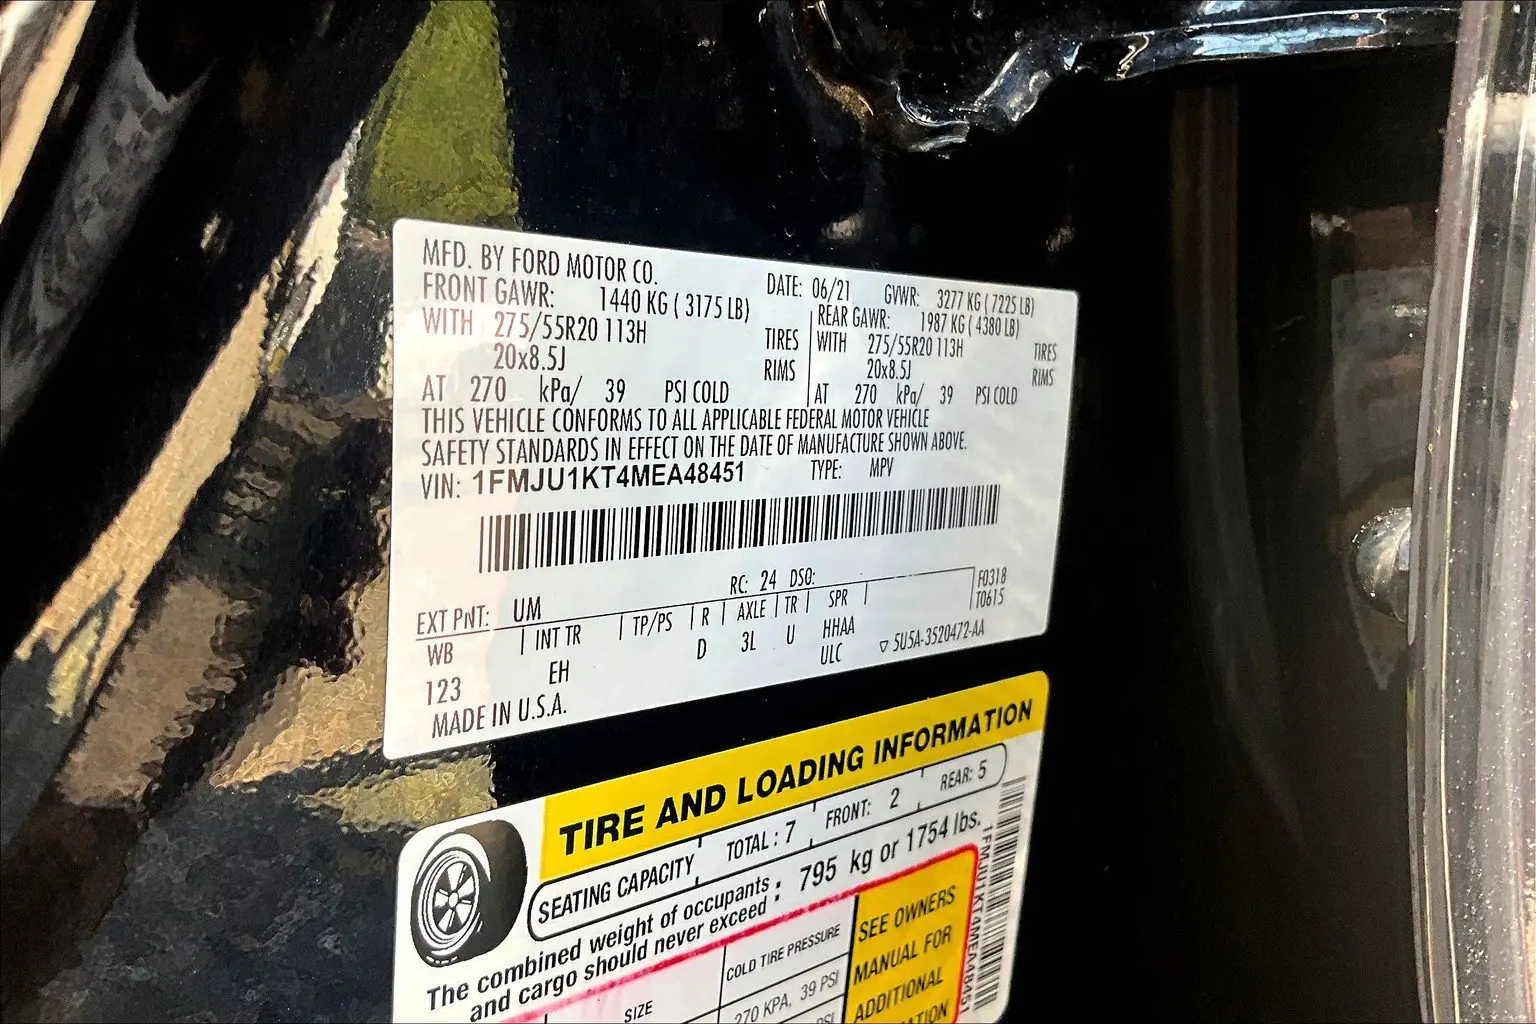 MFD. BY FORD MOTOR CO.
DATE: 06/21 GVWR: 3277 KG ( 7225 LB)
FRONT GAWR: 1440 KG ( 3175 LB)
REAR GAWR: 1987 KG ( 4380 LB)
WITH 275/55R20 113H TIRES
WITH 275/55R20 113H TIRES
20x8.5J RIMS
20x8.5J RIMS
AT 270 kPa/ 39 PSI COLD
AT 270 kPa/ 39 PSI COLD
THIS VEHICLE CONFORMS TO ALL APPLICABLE FEDERAL MOTOR VEHICLE
SAFETY STANDARDS IN EFFECT ON THE DATE OF MANUFACTURE SHOWN ABOVE.
VIN: 1FMJU1KT4MEA48451 TYPE: MPV
EXT PNT: UM RC: 24 DSO: F0318
T0615
WB INT TR TP/PS R AXLE TR SPR
123 EH D 3L U HHAA
ULC
▽ 5U5A-3520472-AA
MADE IN U.S.A.
TIRE AND LOADING INFORMATION
SEATING CAPACITY TOTAL : 7 FRONT: 2 REAR: 5
The combined weight of occupants
and cargo should never exceed : 795 kg or 1754 lbs.
SIZE
COLD TIRE PRESSURE
270 KPA, 39 PSI
PSI
SEE OWNERS
MANUAL FOR
ADDITIONAL
1FMJU1KT4MEA48451